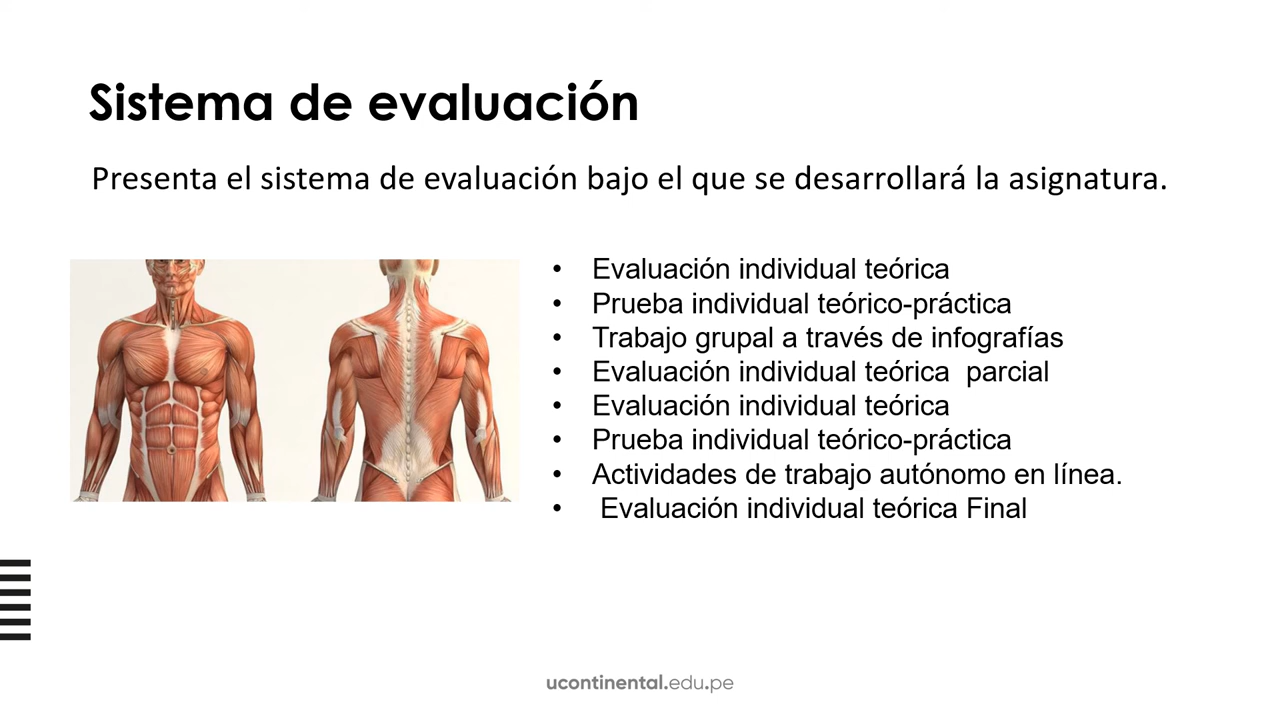 Sistema de evaluación
Presenta el sistema de evaluación bajo el que se desarrollará la asignatura.
• Evaluación individual teórica
• Prueba individual teórico-práctica
• Trabajo grupal a través de infografías
• Evaluación individual teórica  parcial
• Evaluación individual teórica
• Prueba individual teórico-práctica
• Actividades de trabajo autónomo en línea.
• Evaluación individual teórica Final
ucontinental.edu.pe